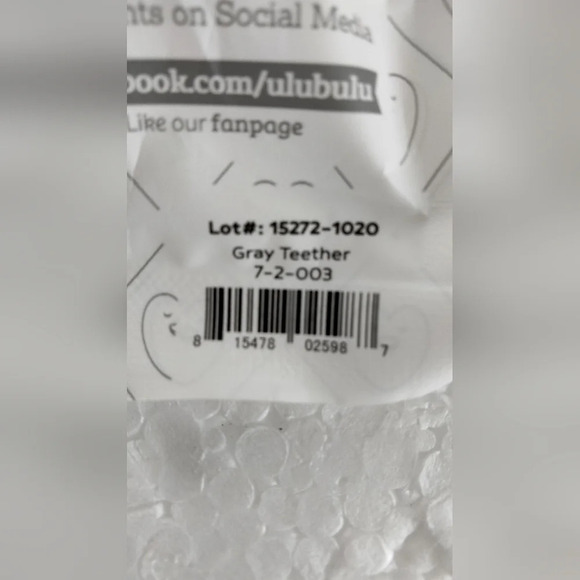 nts on Social Media
book.com/ulubulu
Like our fanpage
Lot#: 15272-1020
Gray Teether
7-2-003
8 15478 02598 7